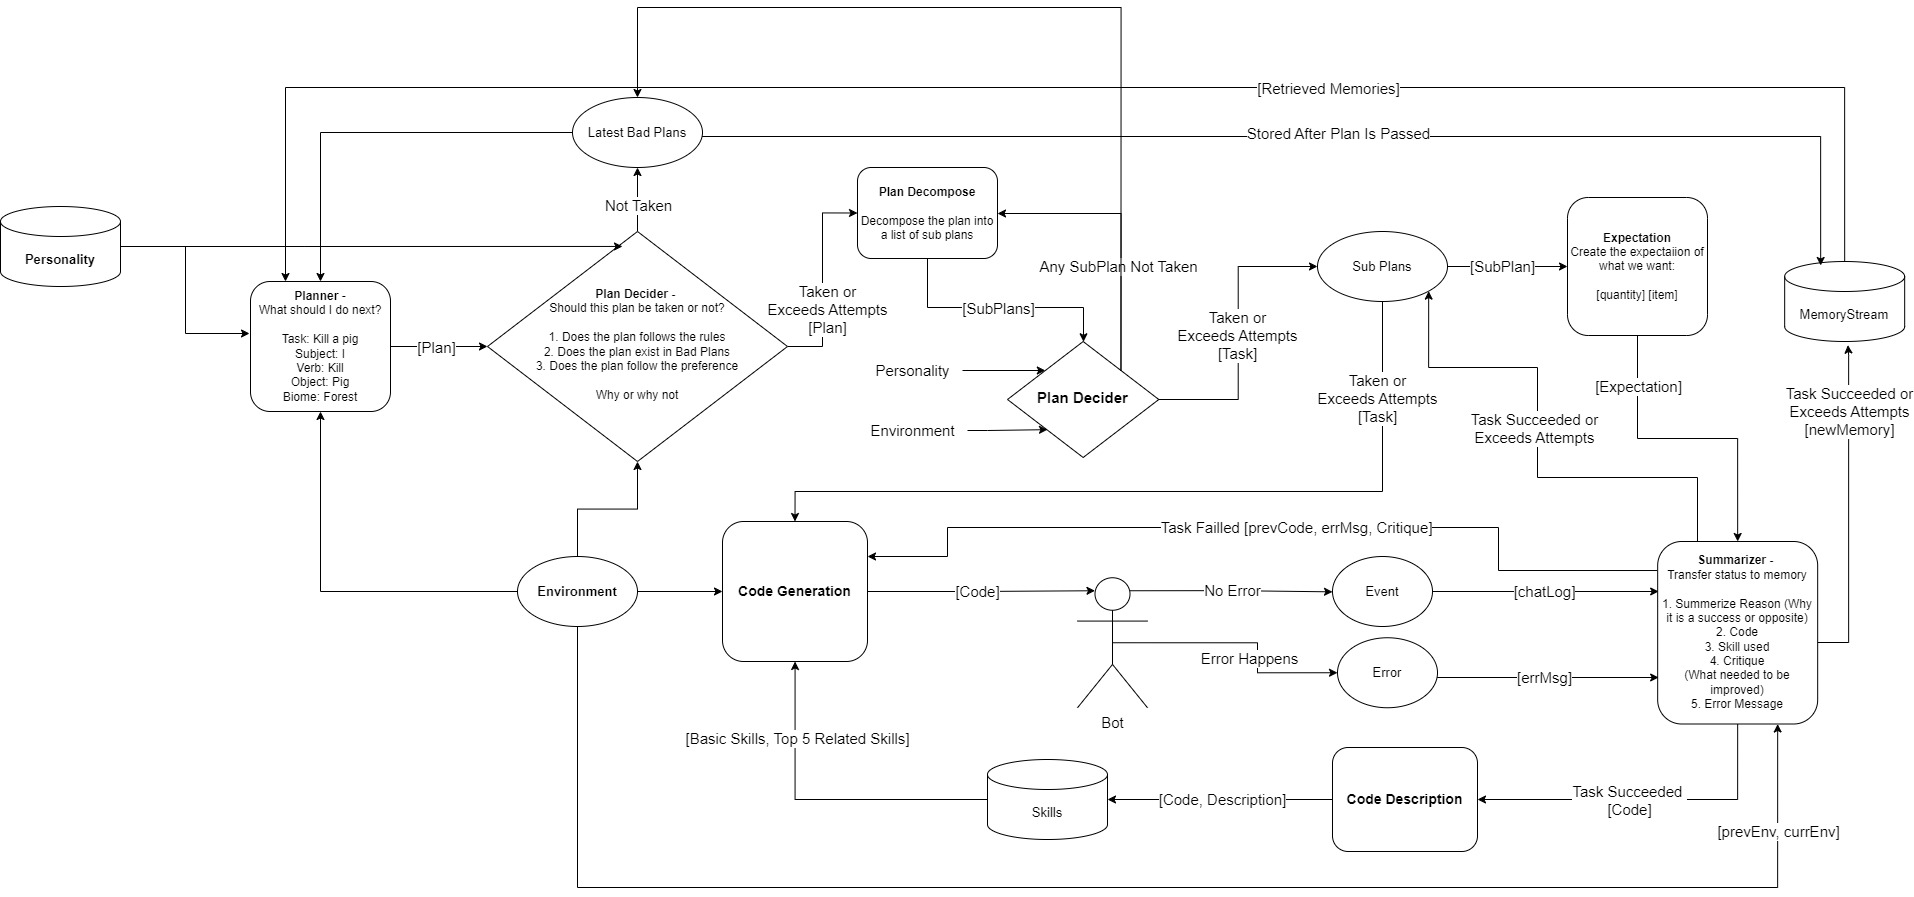 [Retrieved Memories]
Latest Bad Plans
Stored After Plan Is Passed
Not Taken
Personality
Planner -
What should I do next?
Task: Kill a pig
Subject: I
Verb: Kill
Object: Pig
Biome: Forest
[Plan]
Plan Decider -
Should this plan be taken or not?
1. Does the plan follows the rules
2. Does the plan exist in Bad Plans
3. Does the plan follow the preference
Why or why not
Taken or
Exceeds Attempts
[Plan]
Plan Decompose
Decompose the plan into
a list of sub plans
[SubPlans]
Any SubPlan Not Taken
Personality
Environment
Plan Decider
Taken or
Exceeds Attempts
[Task]
Sub Plans
[SubPlan]
Expectation
Create the expectaiion of
what we want:
[quantity] [item]
MemoryStream
Taken or
Exceeds Attempts
[Task]
Task Succeeded or
Exceeds Attempts
[Expectation]
Task Succeeded or
Exceeds Attempts
[newMemory]
Environment
Code Generation
Task Failled [prevCode, errMsg, Critique]
[Code]
Bot
No Error
Event
[chatLog]
Error Happens
Error
[errMsg]
Summarizer -
Transfer status to memory
1. Summerize Reason (Why
it is a success or opposite)
2. Code
3. Skill used
4. Critique
(What needed to be
improved)
5. Error Message
[Basic Skills, Top 5 Related Skills]
Skills
[Code, Description]
Code Description
Task Succeeded
[Code]
[prevEnv, currEnv]